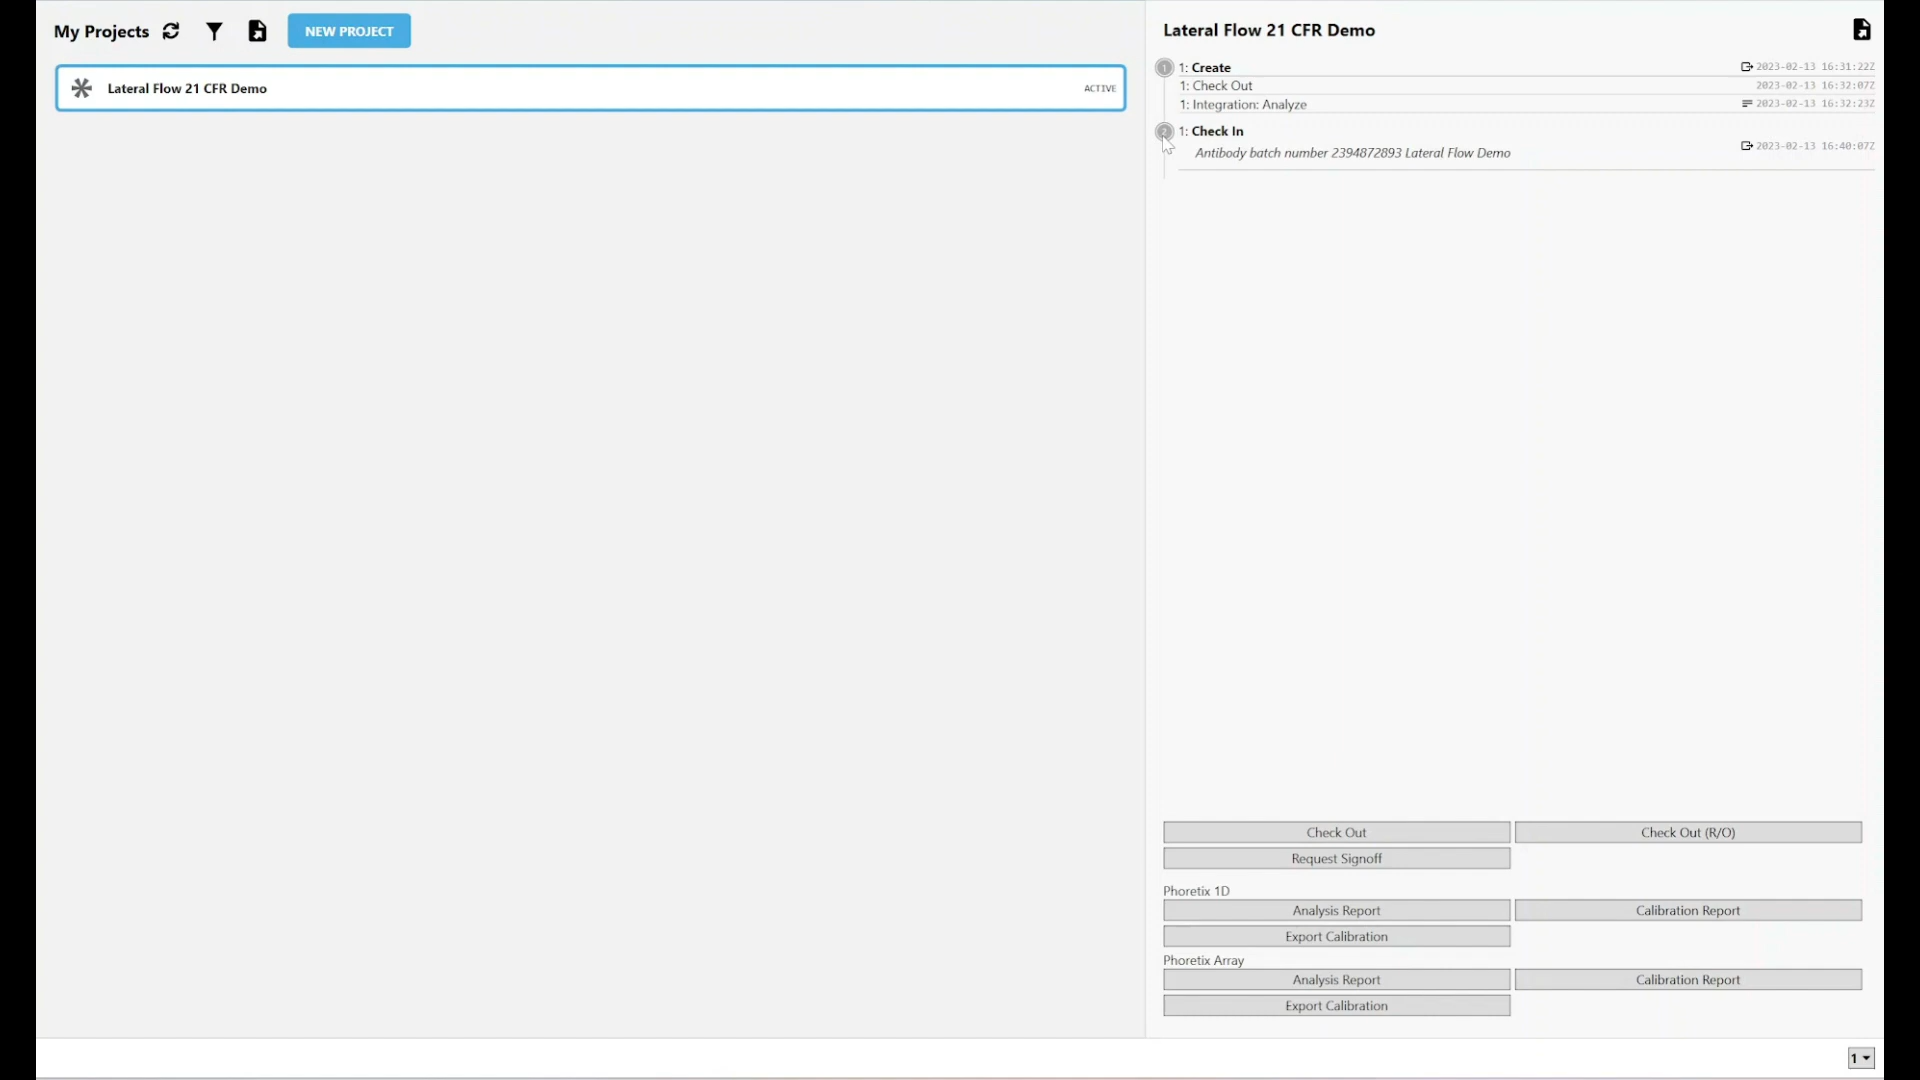 My Projects
NEW PROJECT
Lateral Flow 21 CFR Demo
ACTIVE
Lateral Flow 21 CFR Demo
1
1: Create
2023-02-13 16:31:22Z
1: Check Out
2023-02-13 16:32:07Z
1: Integration: Analyze
2023-02-13 16:32:23Z
2
1: Check In
Antibody batch number 2394872893 Lateral Flow Demo
2023-02-13 16:40:07Z
Check Out
Check Out (R/O)
Request Signoff
Phoretix 1D
Analysis Report
Calibration Report
Export Calibration
Phoretix Array
Analysis Report
Calibration Report
Export Calibration
1